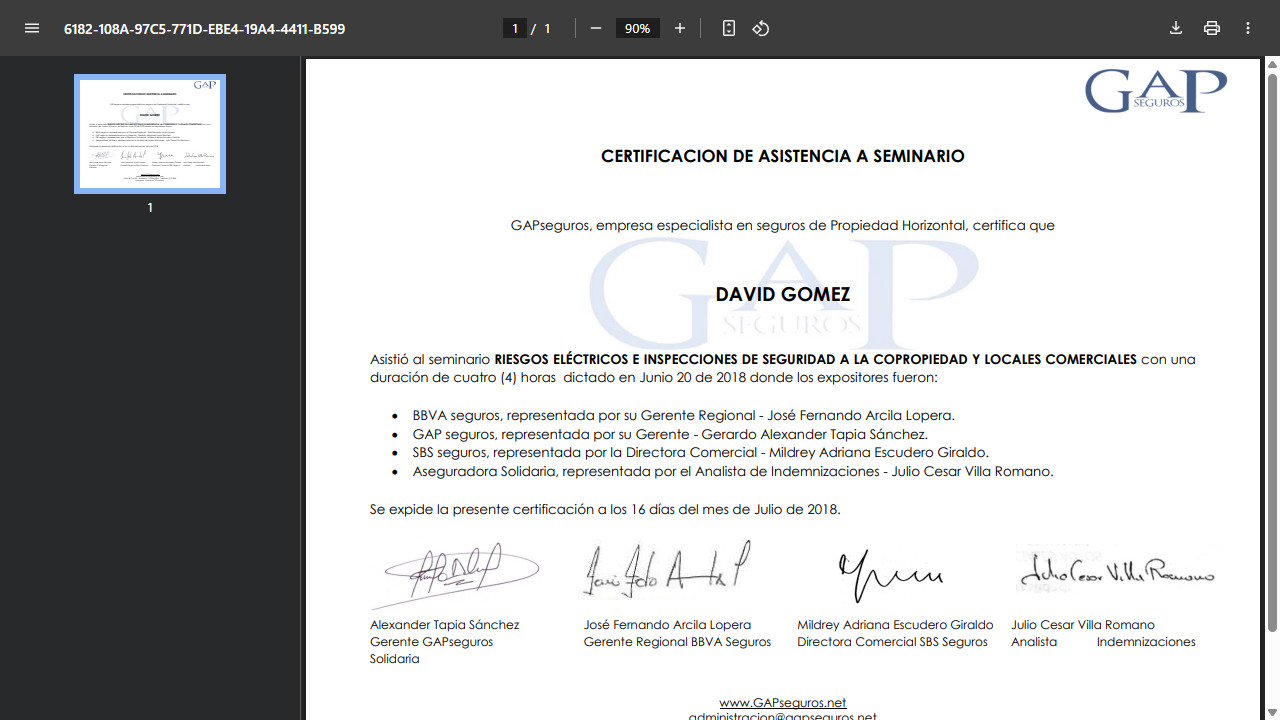 6182-108A-97C5-771D-EBE4-19A4-4411-B599
1 / 1
90%
1
GAP
SEGUROS
CERTIFICACION DE ASISTENCIA A SEMINARIO
GAPseguros, empresa especialista en seguros de Propiedad Horizontal, certifica que
GAP
SEGUROS
DAVID GOMEZ
Asistió al seminario RIESGOS ELÉCTRICOS E INSPECCIONES DE SEGURIDAD A LA COPROPIEDAD Y LOCALES COMERCIALES con una
duración de cuatro (4) horas dictado en Junio 20 de 2018 donde los expositores fueron:
• BBVA seguros, representada por su Gerente Regional - José Fernando Arcila Lopera.
• GAP seguros, representada por su Gerente - Gerardo Alexander Tapia Sánchez.
• SBS seguros, representada por la Directora Comercial - Mildrey Adriana Escudero Giraldo.
• Aseguradora Solidaria, representada por el Analista de Indemnizaciones - Julio Cesar Villa Romano.
Se expide la presente certificación a los 16 días del mes de Julio de 2018.
Julio Cesar Villa Romano
Alexander Tapia Sánchez José Fernando Arcila Lopera Mildrey Adriana Escudero Giraldo Julio Cesar Villa Romano
Gerente GAPseguros Gerente Regional BBVA Seguros Directora Comercial SBS Seguros Analista Indemnizaciones
Solidaria
www.GAPseguros.net
administracion@gapseguros.net